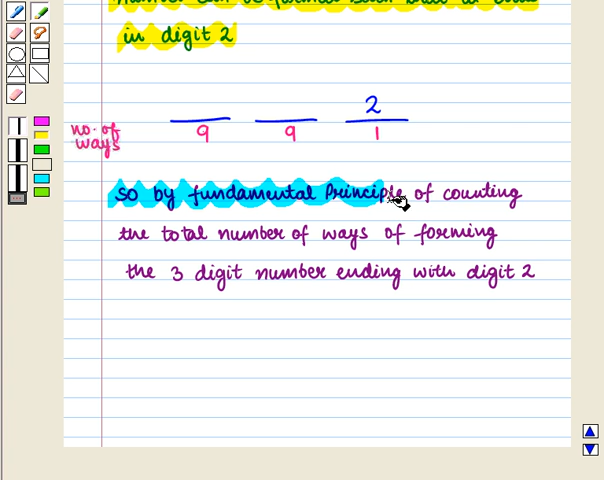 in digit 2
2
no. of ways
9 9 1
So by fundamental Principle of counting
the total number of ways of forming
the 3 digit number ending with digit 2